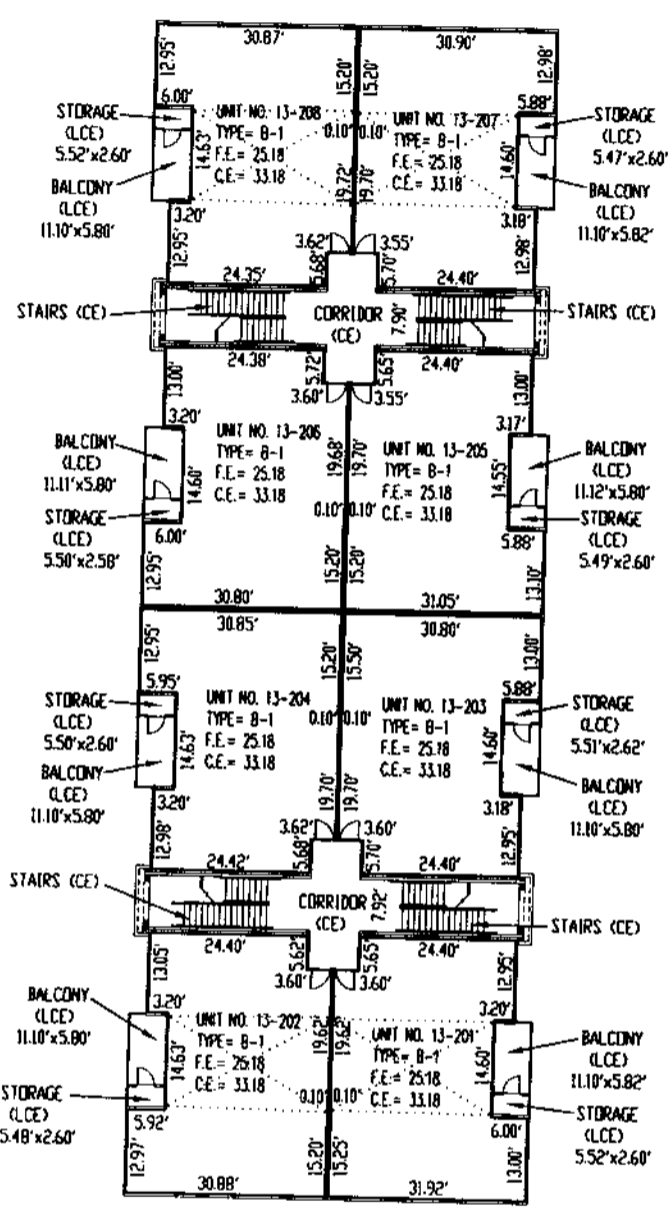 30.87'
30.90'
12.95'
15.20'
15.20'
12.98'
6.00'
5.88'
STORAGE
(LCE)
5.52'x2.60'
BALCONY
(LCE)
11.10'x5.80'
14.63'
UNIT NO. 13-208
TYPE= B-1
F.E.= 25.18
C.E.= 33.18
0.10'
0.10'
UNIT NO. 13-207
TYPE= B-1
F.E.= 25.18
C.E.= 33.18
14.60'
STORAGE
(LCE)
5.47'x2.60'
BALCONY
(LCE)
11.10'x5.82'
19.72'
19.70'
3.20'
3.18'
12.95'
12.98'
3.62'
3.55'
5.68'
5.70'
24.35'
24.40'
STAIRS (CE)
CORRIDOR
(CE)
7.90'
STAIRS (CE)
24.38'
24.40'
5.72'
5.65'
3.60'
3.55'
13.00'
13.00'
3.20'
3.17'
BALCONY
(LCE)
11.11'x5.80'
STORAGE
(LCE)
5.50'x2.58'
14.60'
UNIT NO. 13-206
TYPE= B-1
F.E.= 25.18
C.E.= 33.18
19.68'
19.70'
0.10'
0.10'
UNIT NO. 13-205
TYPE= B-1
F.E.= 25.18
C.E.= 33.18
14.55'
BALCONY
(LCE)
11.12'x5.80'
STORAGE
(LCE)
5.49'x2.60'
6.00'
5.88'
12.95'
15.20'
15.20'
13.10'
30.80'
31.05'
30.85'
30.80'
12.95'
15.20'
15.50'
13.00'
5.95'
5.88'
STORAGE
(LCE)
5.50'x2.60'
BALCONY
(LCE)
11.10'x5.80'
14.63'
UNIT NO. 13-204
TYPE= B-1
F.E.= 25.18
C.E.= 33.18
0.10'
0.10'
UNIT NO. 13-203
TYPE= B-1
F.E.= 25.18
C.E.= 33.18
14.60'
STORAGE
(LCE)
5.51'x2.62'
BALCONY
(LCE)
11.10'x5.80'
19.70'
19.70'
3.20'
3.18'
12.98'
12.95'
3.62'
3.60'
5.68'
5.70'
24.42'
24.40'
STAIRS (CE)
CORRIDOR
(CE)
7.92'
STAIRS (CE)
24.40'
24.40'
5.62'
5.65'
3.60'
3.60'
13.05'
12.95'
3.20'
3.20'
BALCONY
(LCE)
11.10'x5.80'
STORAGE
(LCE)
5.48'x2.60'
14.63'
UNIT NO. 13-202
TYPE= B-1
F.E.= 25.18
C.E.= 33.18
19.62'
19.62'
0.10'
0.10'
UNIT NO. 13-201
TYPE= B-1
F.E.= 25.18
C.E.= 33.18
14.60'
BALCONY
(LCE)
11.10'x5.82'
STORAGE
(LCE)
5.52'x2.60'
5.92'
6.00'
12.97'
15.20'
15.25'
13.00'
30.88'
31.92'